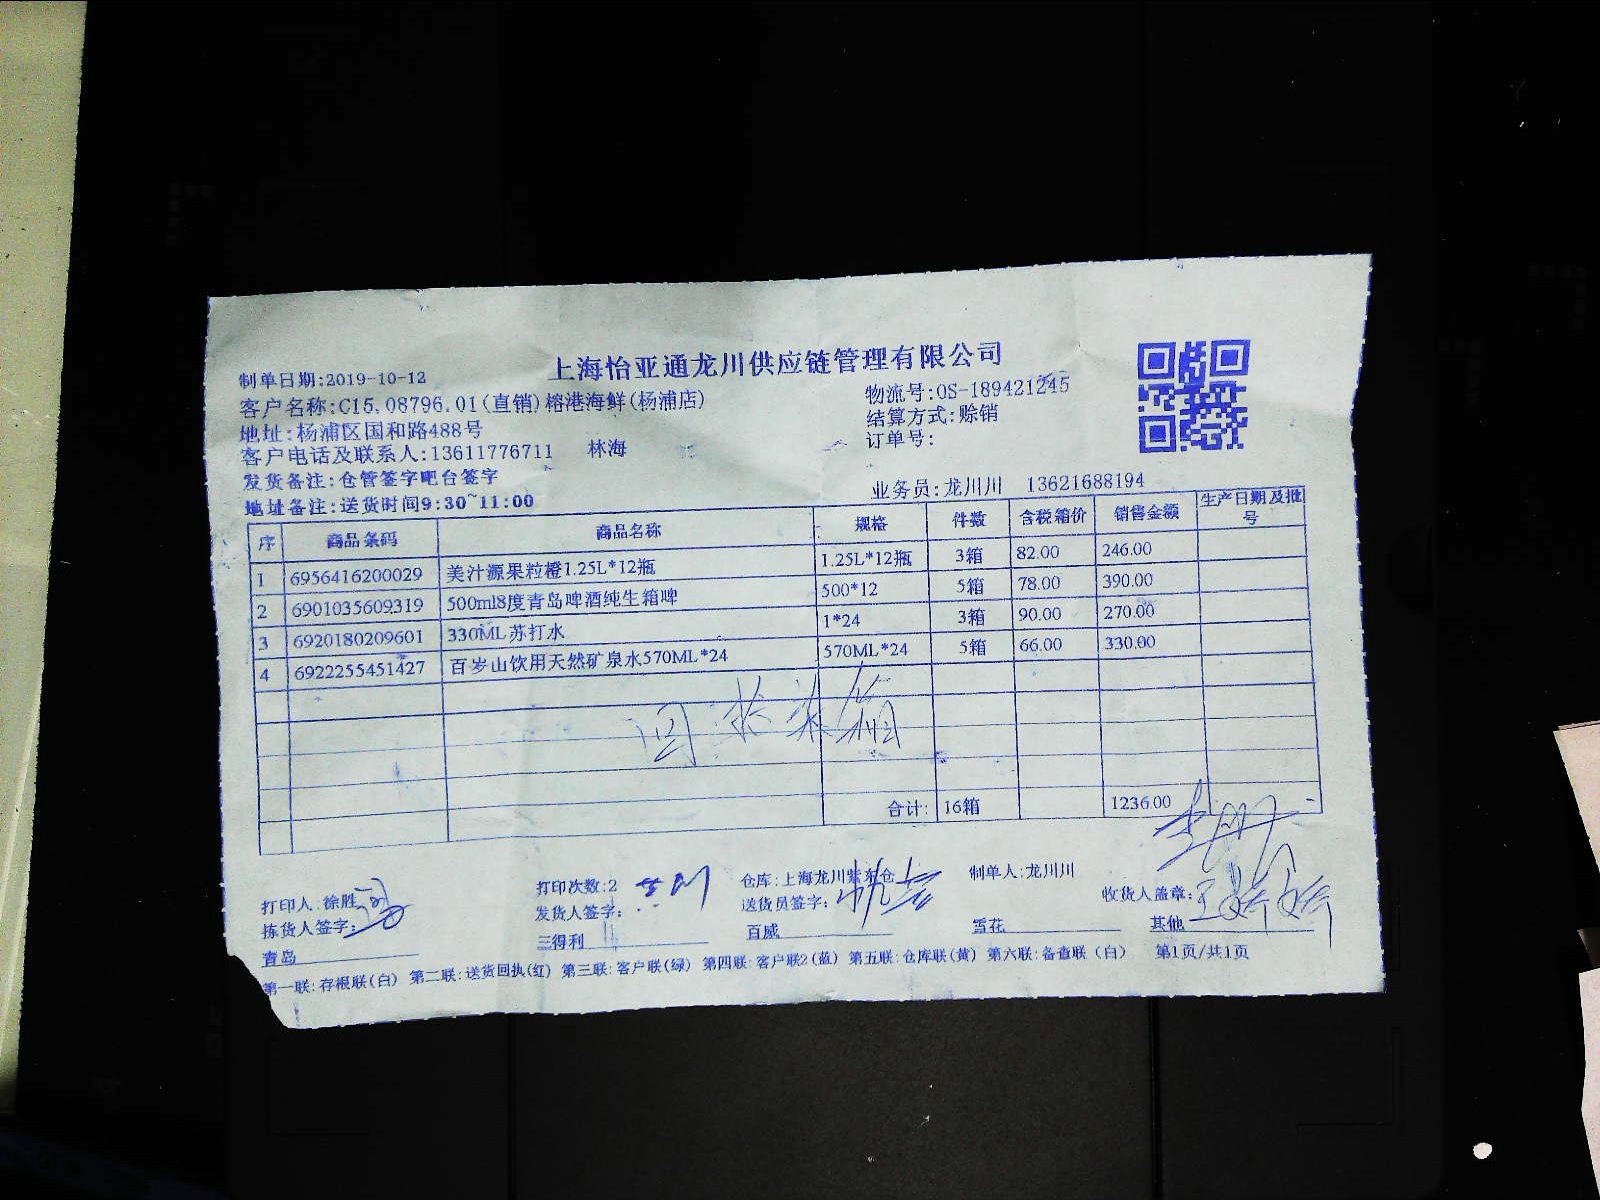 上海怡亚通龙川供应链管理有限公司
制单日期:2019-10-12
物流号:OS-189421245
客户名称:C15.08796.01(直销)榕港海鲜(杨浦店)
结算方式:赊销
地址:杨浦区国和路488号
订单号:
客户电话及联系人:13611776711 林海
发货备注:仓管签字吧台签字
业务员:龙川川 13621688194
地址备注:送货时间9:30~11:00
序 商品条码 商品名称 规格 件数 含税箱价 销售金额 生产日期及批号
1 6956416200029 美汁源果粒橙1.25L*12瓶 1.25L*12瓶 3箱 82.00 246.00
2 6901035609319 500ml8度青岛啤酒纯生箱啤 500*12 5箱 78.00 390.00
3 6920180209601 330ML苏打水 1*24 3箱 90.00 270.00
4 6922255451427 百岁山饮用天然矿泉水570ML*24 570ML*24 5箱 66.00 330.00
合计: 16箱 1236.00
打印人:徐胜 打印次数:2 仓库:上海龙川紫东仓 制单人:龙川川
拣货人签字: 发货人签字: 送货员签字: 收货人盖章:
青岛 三得利 百威 雪花 其他
第一联:存根联(白) 第二联:送货回执(红) 第三联:客户联(绿) 第四联:客户联2(蓝) 第五联:仓库联(黄) 第六联:备查联(白) 第1页/共1页